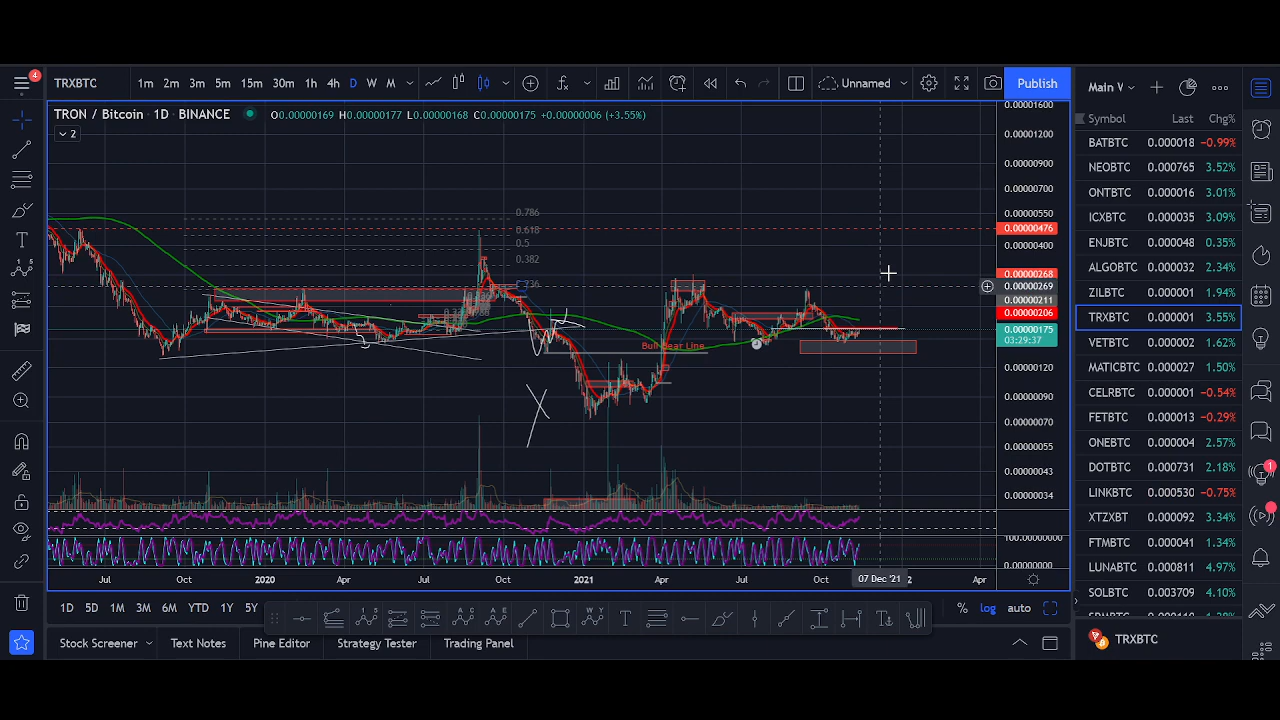 4
TRXBTC 1m 2m 3m 5m 15m 30m 1h 4h D W M Unnamed Publish
TRON / Bitcoin · 1D · BINANCE O0.00000169 H0.00000177 L0.00000168 C0.00000175 +0.00000006 (+3.55%)
2
0.00001600
0.00001200
0.00000900
0.00000700
0.00000550
0.00000476
0.00000400
0.00000268
0.00000269
0.00000211
0.00000206
0.00000175
03:29:37
0.00000120
0.00000090
0.00000070
0.00000055
0.00000043
0.00000034
100.00000000
0.00000000
0.786
0.618
0.5
0.382
Bull Bear Line
Jul Oct 2020 Apr Jul Oct 2021 Apr Jul Oct 07 Dec '21 2 Apr
1D 5D 1M 3M 6M YTD 1Y 5Y % log auto
Stock Screener Text Notes Pine Editor Strategy Tester Trading Panel
Main
Symbol Last Chg%
BATBTC 0.000018 −0.99%
NEOBTC 0.000765 3.52%
ONTBTC 0.000016 3.01%
ICXBTC 0.000035 3.09%
ENJBTC 0.000048 0.35%
ALGOBTC 0.000032 2.34%
ZILBTC 0.000001 1.94%
TRXBTC 0.000001 3.55%
VETBTC 0.000002 1.62%
MATICBTC 0.000027 1.50%
CELRBTC 0.000001 −0.54%
FETBTC 0.000013 −0.29%
ONEBTC 0.000004 2.57%
DOTBTC 0.000731 2.18%
LINKBTC 0.000530 −0.75%
XTZXBT 0.000092 3.34%
FTMBTC 0.000041 1.34%
LUNABTC 0.000811 4.97%
SOLBTC 0.003709 4.10%
TRXBTC
1